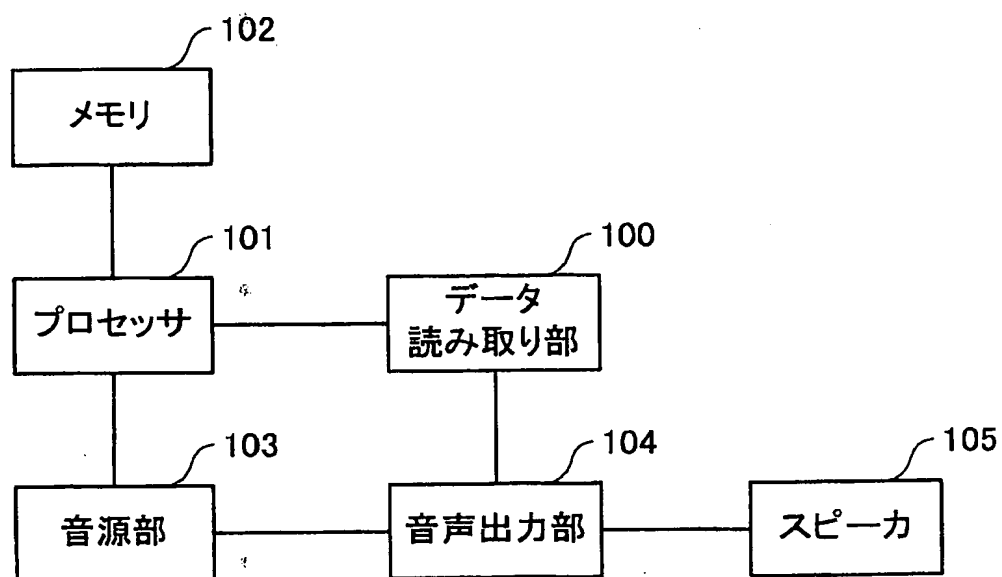 102
メモリ
101
プロセッサ
100
データ
読み取り部
103
音源部
104
音声出力部
105
スピーカ